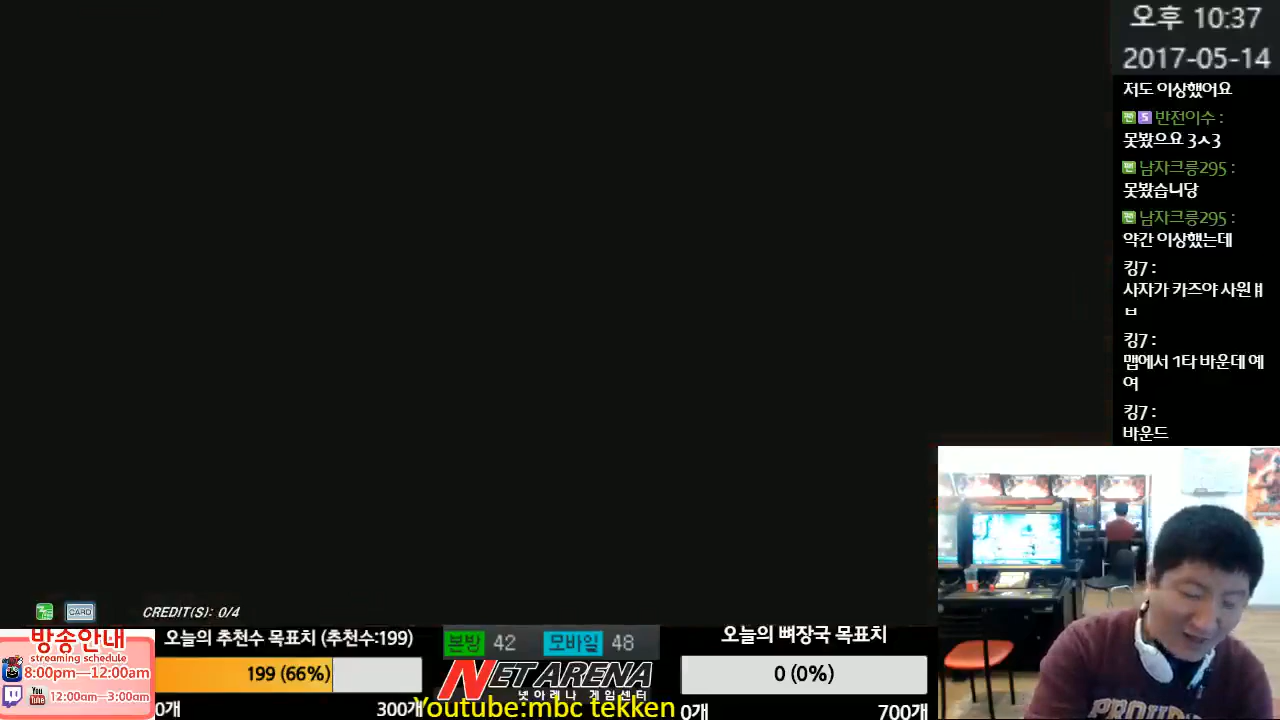 오후 10:37
2017-05-14
저도 이상했어요
반전이수 :
못봤으요 3ㅅ3
남자크릉295 :
못봤습니당
남자크릉295 :
약간 이상했는데
킹7 :
사자가 카즈야 사원ㅒ
ㅂ
킹7 :
맵에서 1타 바운데 예
여
킹7 :
바운드
CARD
CREDIT(S): 0/4
방송안내
streaming schedule
8:00pm—12:00am
12:00am—3:00am
오늘의 추천수 목표치 (추천수:199)
199 (66%)
0개
300개
본방 42 모바일 48
NET ARENA
넷아레나 게임센터
Youtube:mbc tekken
오늘의 뼈장국 목표치
0 (0%)
0개
700개